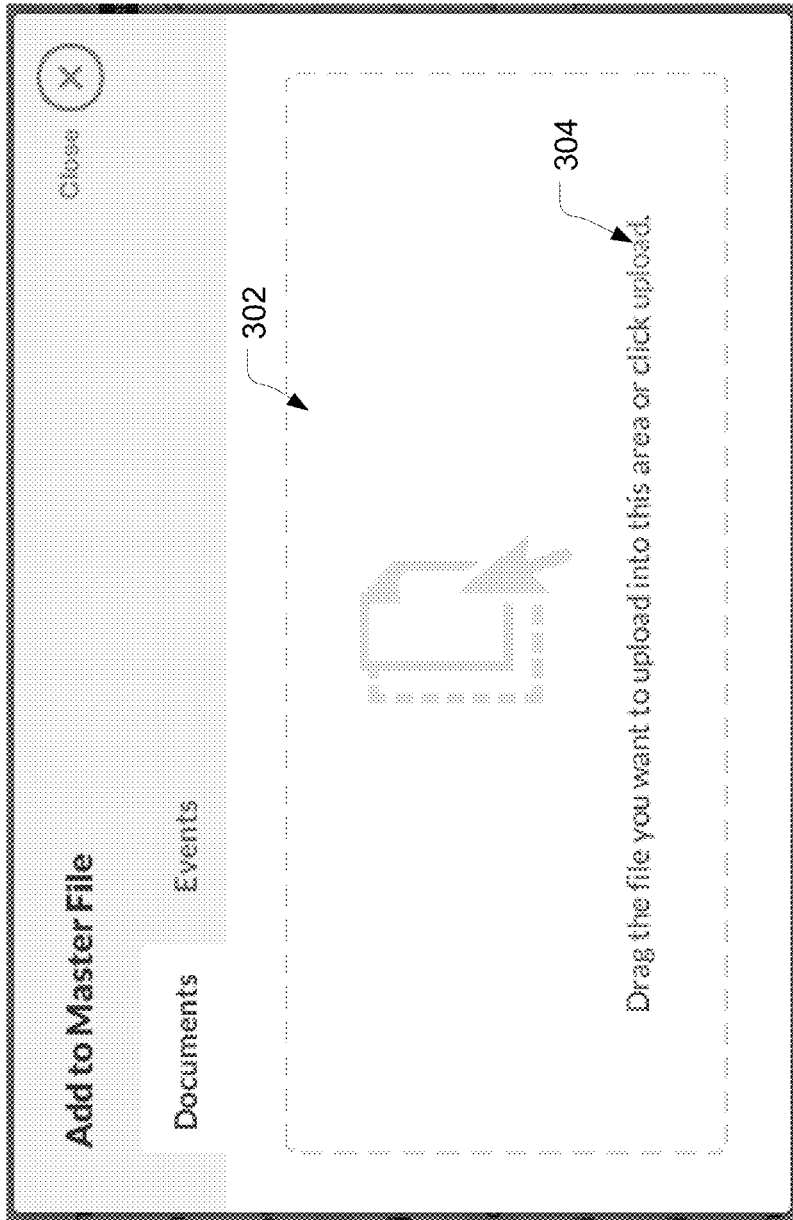 Add to Master File
Close
Documents
Events
302
304
Drag the file you want to upload into this area or click upload.